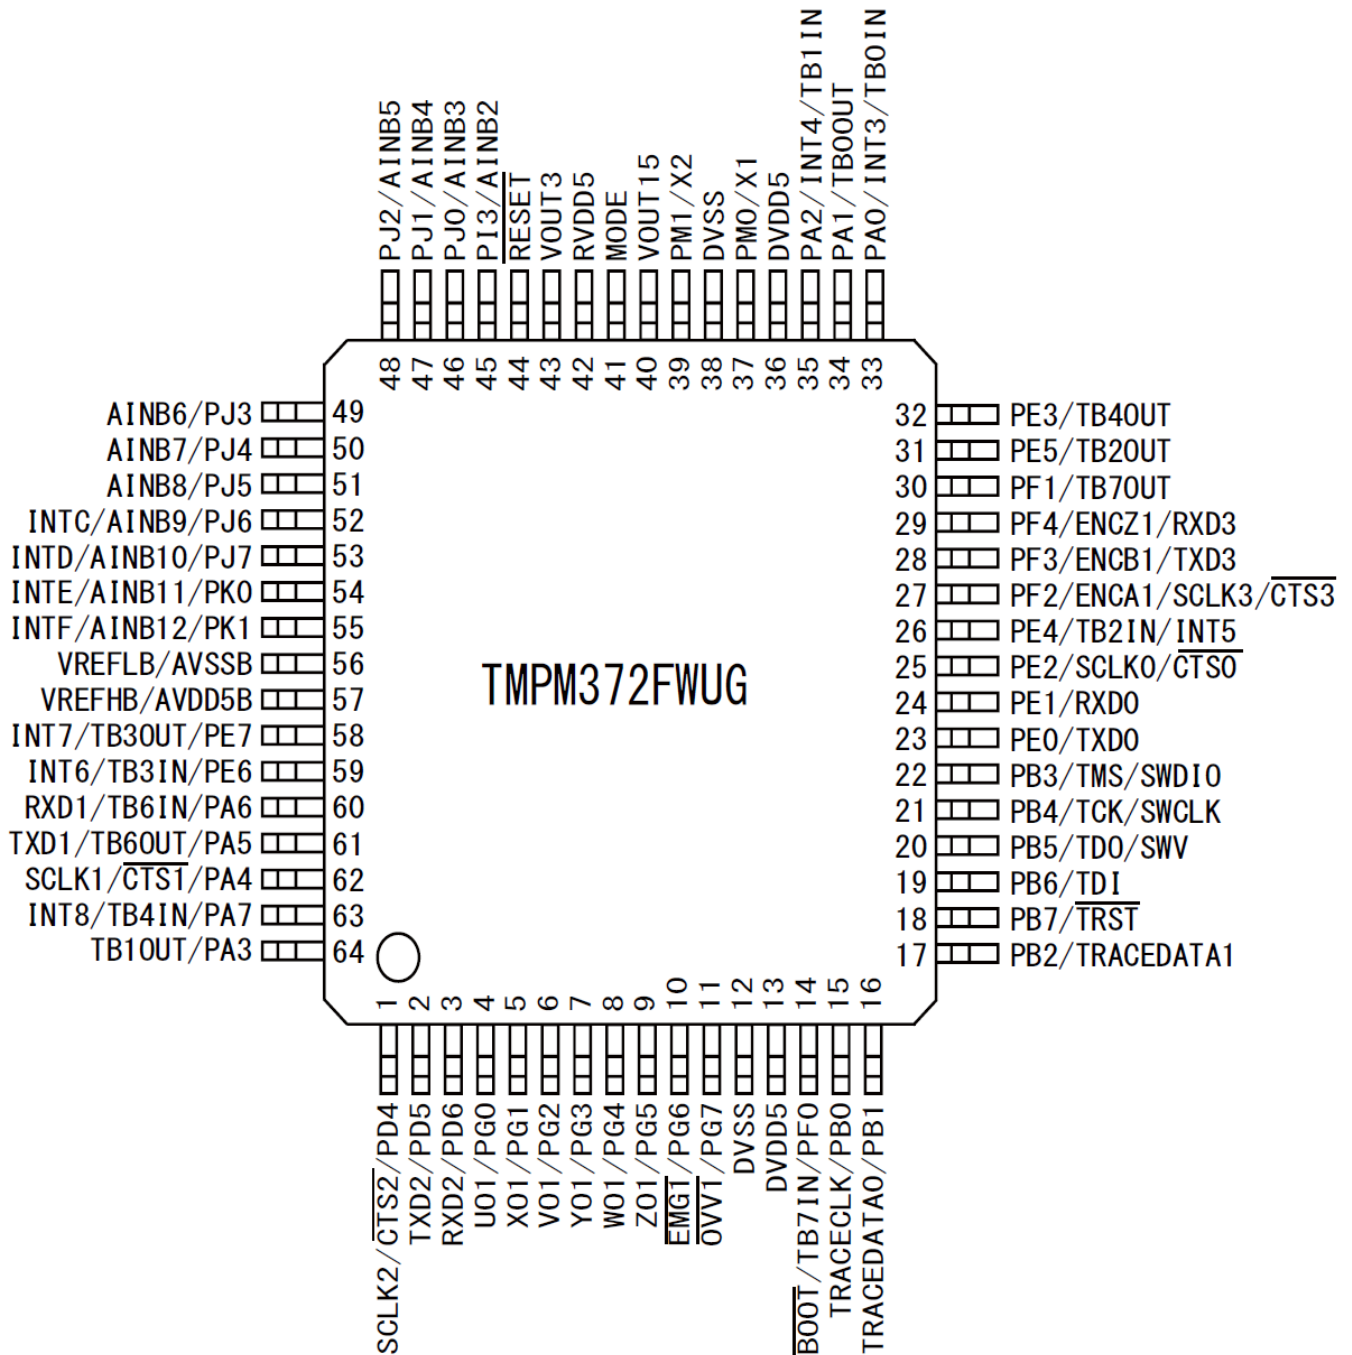 PJ2/AINB5
PJ1/AINB4
PJ0/AINB3
PI3/AINB2
RESET
VOUT3
RVDD5
MODE
VOUT15
PM1/X2
DVSS
PM0/X1
DVDD5
PA2/INT4/TB1IN
PA1/TB0OUT
PA0/INT3/TB0IN
48
47
46
45
44
43
42
41
40
39
38
37
36
35
34
33
AINB6/PJ3 49
AINB7/PJ4 50
AINB8/PJ5 51
INTC/AINB9/PJ6 52
INTD/AINB10/PJ7 53
INTE/AINB11/PK0 54
INTF/AINB12/PK1 55
VREFLB/AVSSB 56
VREFHB/AVDD5B 57
INT7/TB3OUT/PE7 58
INT6/TB3IN/PE6 59
RXD1/TB6IN/PA6 60
TXD1/TB6OUT/PA5 61
SCLK1/CTS1/PA4 62
INT8/TB4IN/PA7 63
TB1OUT/PA3 64
TMPM372FWUG
32 PE3/TB4OUT
31 PE5/TB2OUT
30 PF1/TB7OUT
29 PF4/ENCZ1/RXD3
28 PF3/ENCB1/TXD3
27 PF2/ENCA1/SCLK3/CTS3
26 PE4/TB2IN/INT5
25 PE2/SCLK0/CTS0
24 PE1/RXD0
23 PE0/TXD0
22 PB3/TMS/SWDIO
21 PB4/TCK/SWCLK
20 PB5/TDO/SWV
19 PB6/TDI
18 PB7/TRST
17 PB2/TRACEDATA1
1
2
3
4
5
6
7
8
9
10
11
12
13
14
15
16
SCLK2/CTS2/PD4
TXD2/PD5
RXD2/PD6
UO1/PG0
XO1/PG1
VO1/PG2
YO1/PG3
WO1/PG4
ZO1/PG5
EMG1/PG6
OVV1/PG7
DVSS
DVDD5
BOOT/TB7IN/PF0
TRACECLK/PB0
TRACEDATA0/PB1